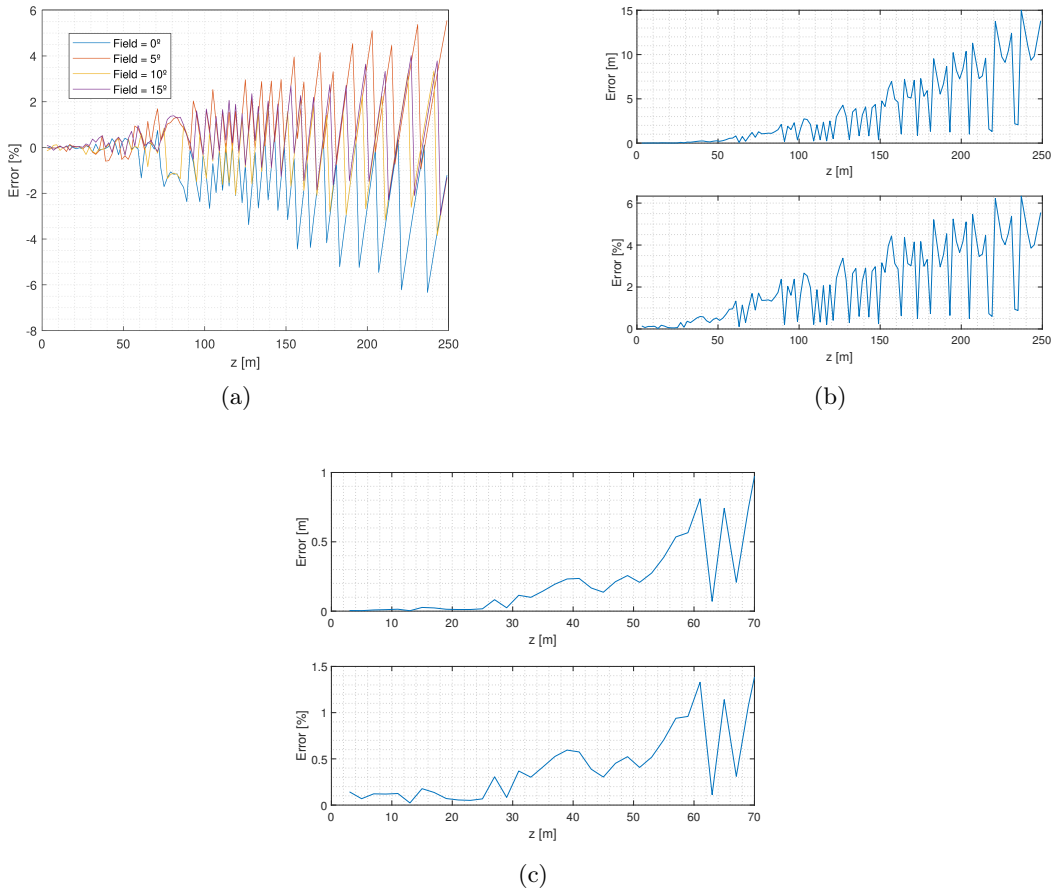 6
4
2
0
-2
-4
-6
-8
Error [%]
Field = 0º
Field = 5º
Field = 10º
Field = 15º
0 50 100 150 200 250
z [m]
(a)
15
10
5
0
Error [m]
0 50 100 150 200 250
z [m]
6
4
2
0
Error [%]
0 50 100 150 200 250
z [m]
(b)
1
0.5
0
Error [m]
0 10 20 30 40 50 60 70
z [m]
1.5
1
0.5
0
Error [%]
0 10 20 30 40 50 60 70
z [m]
(c)